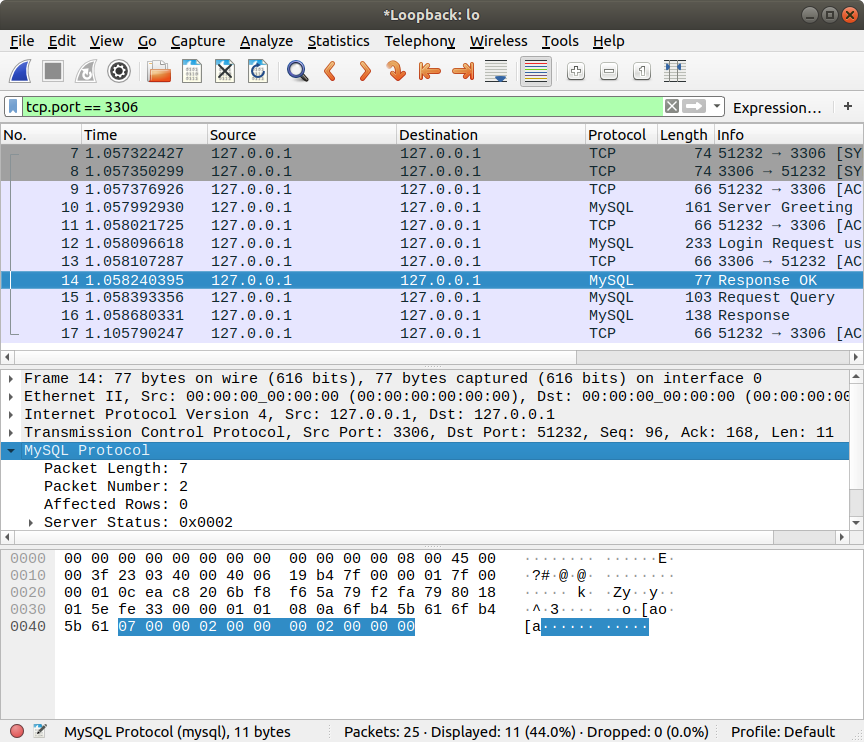 *Loopback: lo
File Edit View Go Capture Analyze Statistics Telephony Wireless Tools Help
tcp.port == 3306 Expression… +
No. Time Source Destination Protocol Length Info
7 1.057322427 127.0.0.1 127.0.0.1 TCP 74 51232 → 3306 [SY
8 1.057350299 127.0.0.1 127.0.0.1 TCP 74 3306 → 51232 [SY
9 1.057376926 127.0.0.1 127.0.0.1 TCP 66 51232 → 3306 [AC
10 1.057992930 127.0.0.1 127.0.0.1 MySQL 161 Server Greeting
11 1.058021725 127.0.0.1 127.0.0.1 TCP 66 51232 → 3306 [AC
12 1.058096618 127.0.0.1 127.0.0.1 MySQL 233 Login Request us
13 1.058107287 127.0.0.1 127.0.0.1 TCP 66 3306 → 51232 [AC
14 1.058240395 127.0.0.1 127.0.0.1 MySQL 77 Response OK
15 1.058393356 127.0.0.1 127.0.0.1 MySQL 103 Request Query
16 1.058680331 127.0.0.1 127.0.0.1 MySQL 138 Response
17 1.105790247 127.0.0.1 127.0.0.1 TCP 66 51232 → 3306 [AC
Frame 14: 77 bytes on wire (616 bits), 77 bytes captured (616 bits) on interface 0
Ethernet II, Src: 00:00:00_00:00:00 (00:00:00:00:00:00), Dst: 00:00:00_00:00:00 (00:00:00:00
Internet Protocol Version 4, Src: 127.0.0.1, Dst: 127.0.0.1
Transmission Control Protocol, Src Port: 3306, Dst Port: 51232, Seq: 96, Ack: 168, Len: 11
MySQL Protocol
Packet Length: 7
Packet Number: 2
Affected Rows: 0
Server Status: 0x0002
0000 00 00 00 00 00 00 00 00 00 00 00 00 08 00 45 00 ········ ······E·
0010 00 3f 23 03 40 00 40 06 19 b4 7f 00 00 01 7f 00 ·?#·@·@· ········
0020 00 01 0c ea c8 20 6b f8 f6 5a 79 f2 fa 79 80 18 ····· k· ·Zy··y··
0030 01 5e fe 33 00 00 01 01 08 0a 6f b4 5b 61 6f b4 ·^·3···· ··o·[ao·
0040 5b 61 07 00 00 02 00 00 00 02 00 00 00 [a······ ·····
MySQL Protocol (mysql), 11 bytes Packets: 25 · Displayed: 11 (44.0%) · Dropped: 0 (0.0%) Profile: Default